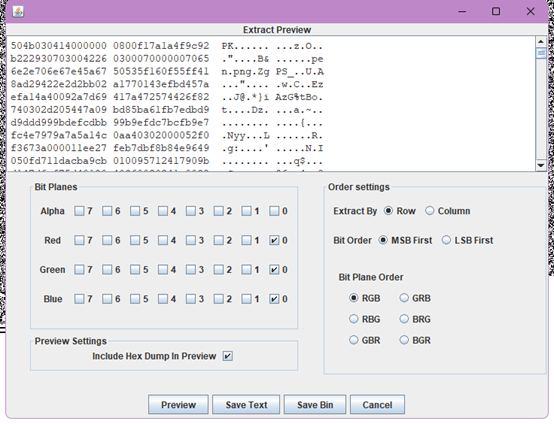 Extract Preview
504b030414000000 0800f17a1a4f9c92 PK...... ...z.O..
b222930703004226 0300070000007065 ."....B& ......pe
6e2e706e67e45a67 50535f160f55ff41 n.png.Zg PS_..U.A
8ad29422e2d2bb02 a1770143efbd457a ..."... .w.C..Ez
efa14a40092a7d69 417a472574426f82 ..J@.*}i AzG%tBo.
740302d205447a09 bd85ba61fb7edbd9 t....Dz. ...a.~..
d9ddd999bdefcdbb 99b9efdc7bcfb9e7 ........ ....{...
fc4e7979a7a5a14c 0aa40302000052f0 .Nyy...L ......R.
f3673a000011ee27 feb7dbf8b84e9649 .g:....' .....N.I
050fd711dacba9cb 010095712417909b ........ ...q$...
Bit Planes
Alpha 7 6 5 4 3 2 1 0
Red 7 6 5 4 3 2 1 0
Green 7 6 5 4 3 2 1 0
Blue 7 6 5 4 3 2 1 0
Preview Settings
Include Hex Dump In Preview
Order settings
Extract By Row Column
Bit Order MSB First LSB First
Bit Plane Order
RGB GRB
RBG BRG
GBR BGR
Preview Save Text Save Bin Cancel